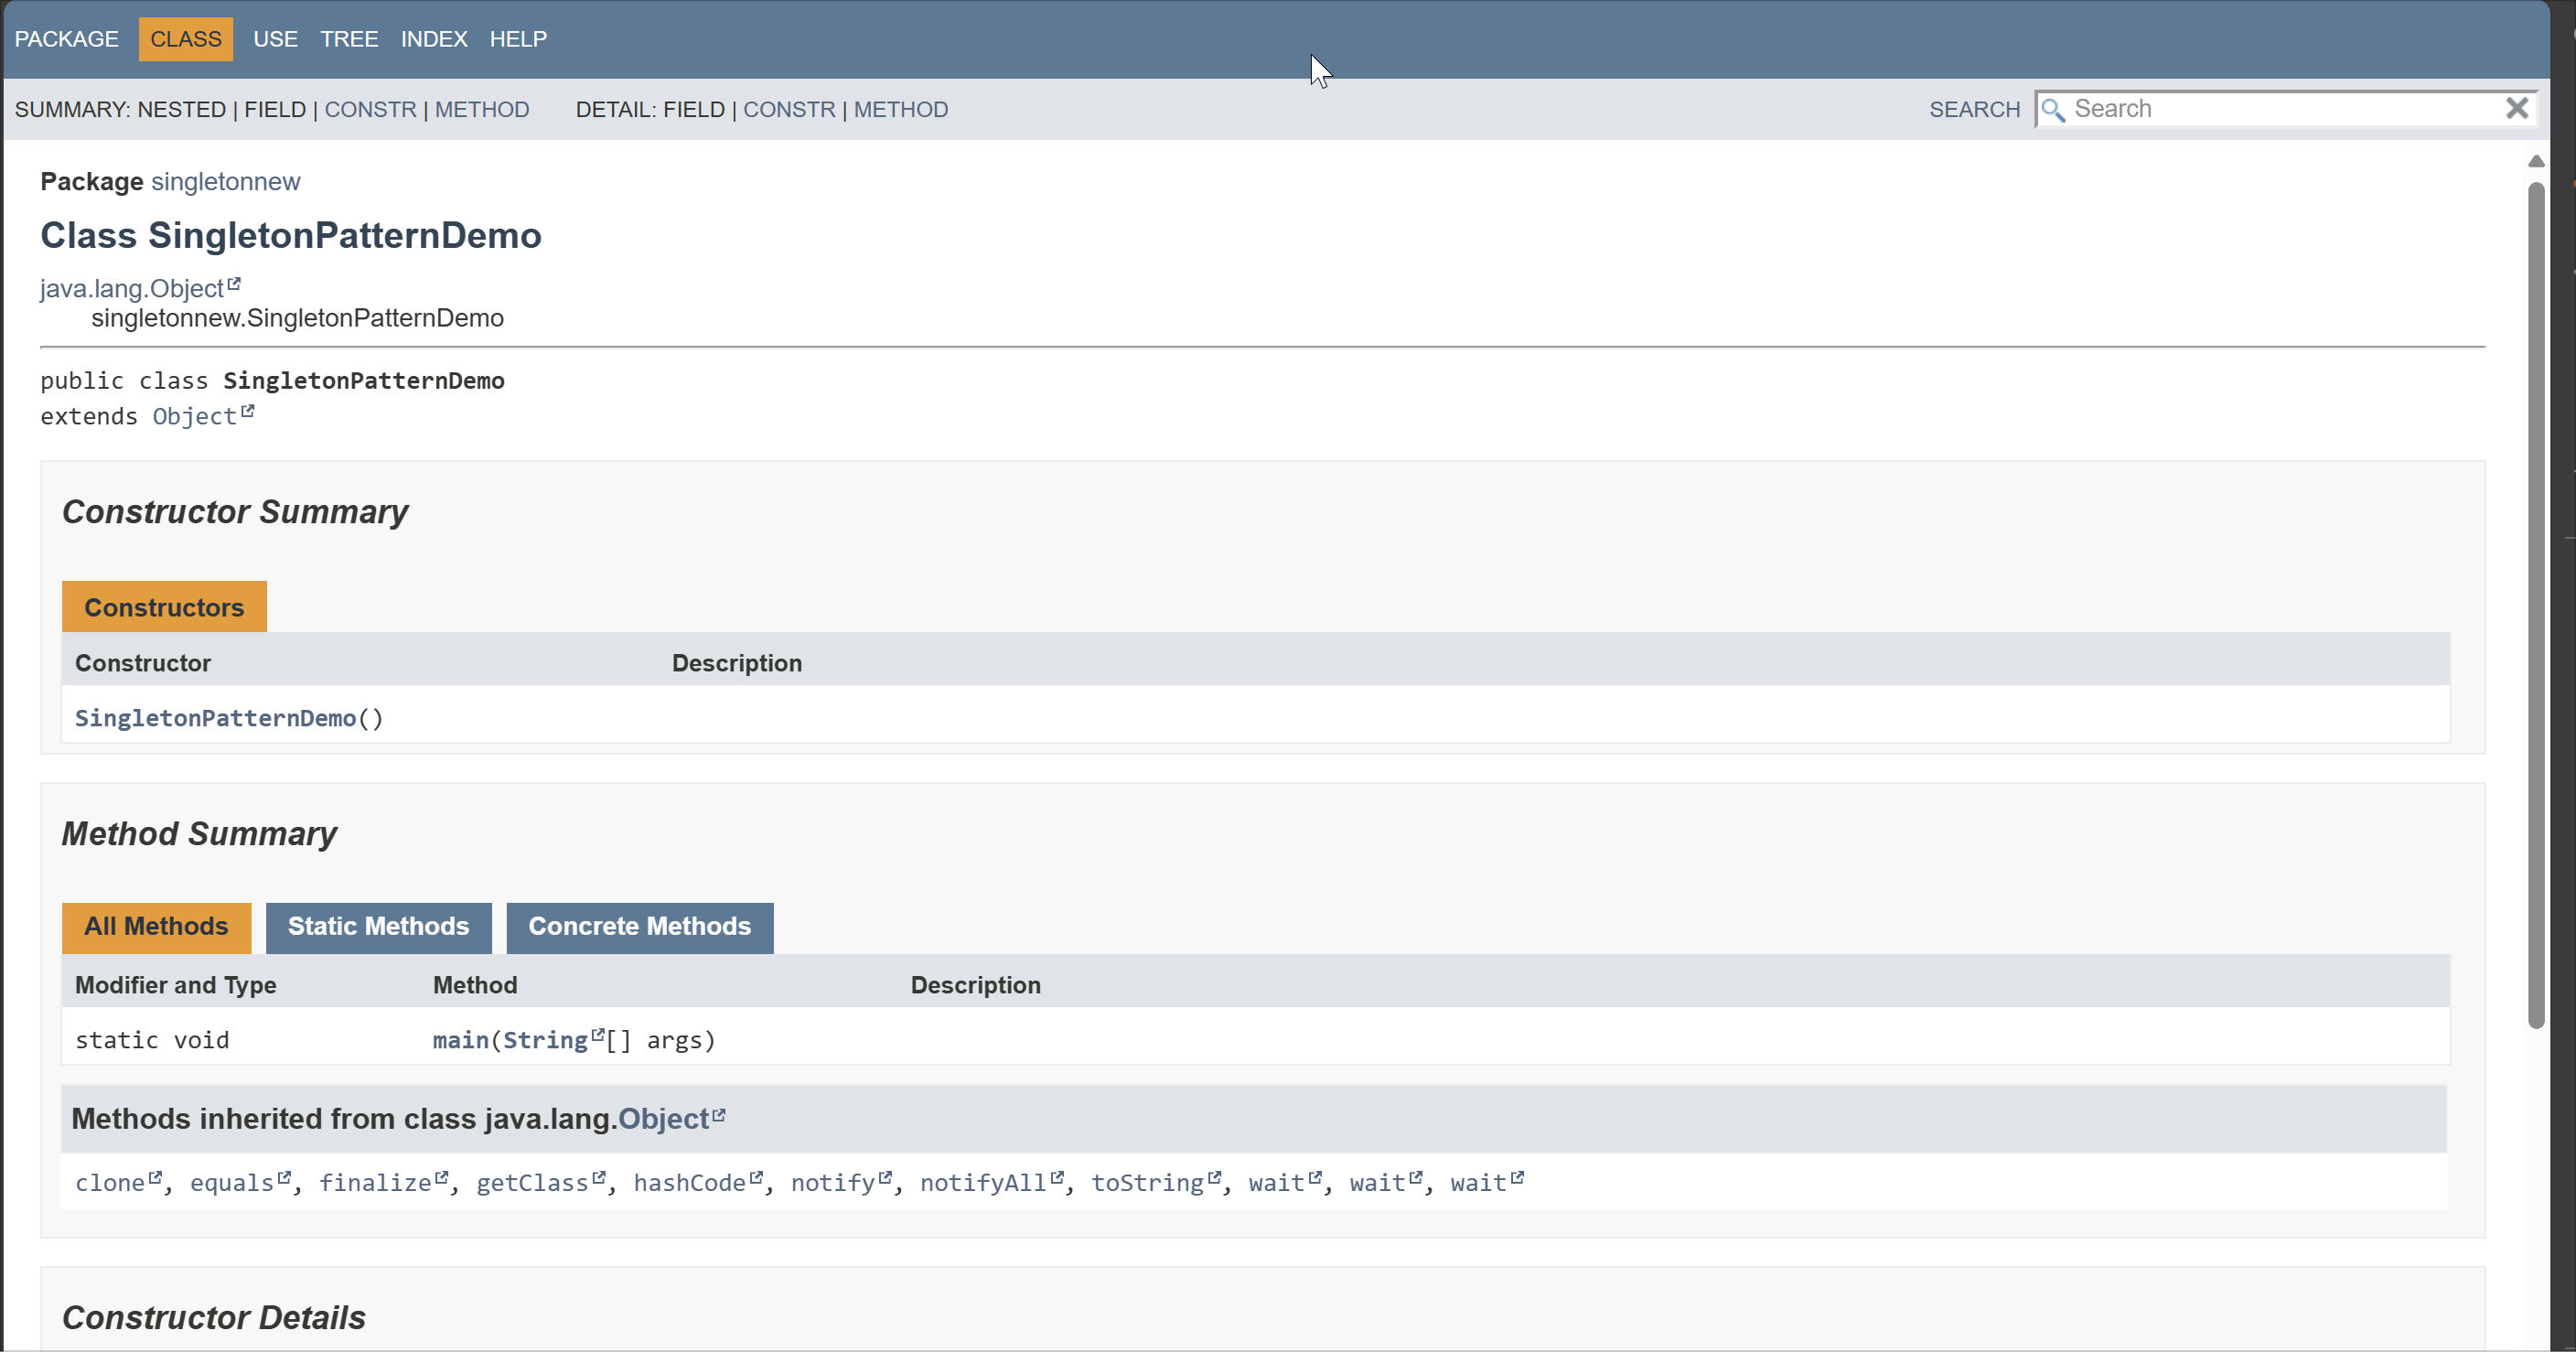 PACKAGE CLASS USE TREE INDEX HELP
SUMMARY: NESTED | FIELD | CONSTR | METHOD DETAIL: FIELD | CONSTR | METHOD SEARCH Search
Package singletonnew
Class SingletonPatternDemo
java.lang.Object
singletonnew.SingletonPatternDemo
public class SingletonPatternDemo
extends Object
Constructor Summary
Constructors
Constructor Description
SingletonPatternDemo()
Method Summary
All Methods Static Methods Concrete Methods
Modifier and Type Method Description
static void main(String[] args)
Methods inherited from class java.lang.Object
clone, equals, finalize, getClass, hashCode, notify, notifyAll, toString, wait, wait, wait
Constructor Details